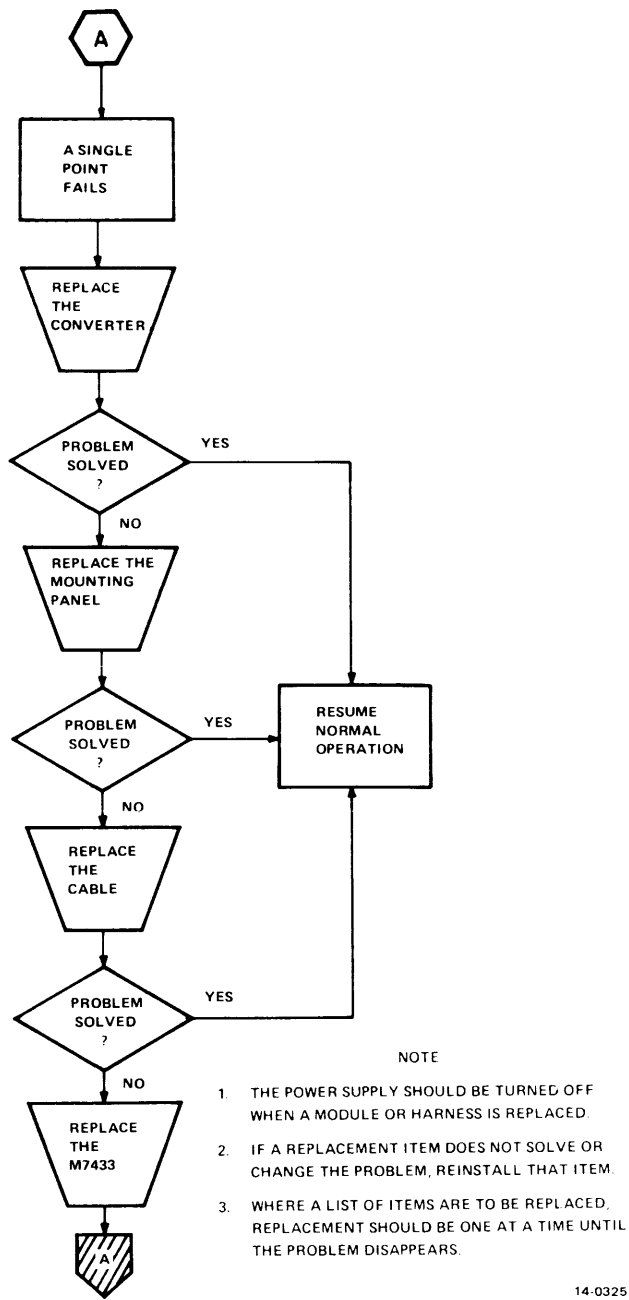 A
A SINGLE
POINT
FAILS
REPLACE
THE
CONVERTER
PROBLEM
SOLVED
?
YES
NO
REPLACE THE
MOUNTING
PANEL
PROBLEM
SOLVED
?
YES
RESUME
NORMAL
OPERATION
NO
REPLACE
THE
CABLE
PROBLEM
SOLVED
?
YES
NO
REPLACE
THE
M7433
A
NOTE
1. THE POWER SUPPLY SHOULD BE TURNED OFF
WHEN A MODULE OR HARNESS IS REPLACED.
2. IF A REPLACEMENT ITEM DOES NOT SOLVE OR
CHANGE THE PROBLEM, REINSTALL THAT ITEM.
3. WHERE A LIST OF ITEMS ARE TO BE REPLACED,
REPLACEMENT SHOULD BE ONE AT A TIME UNTIL
THE PROBLEM DISAPPEARS.
14-0325